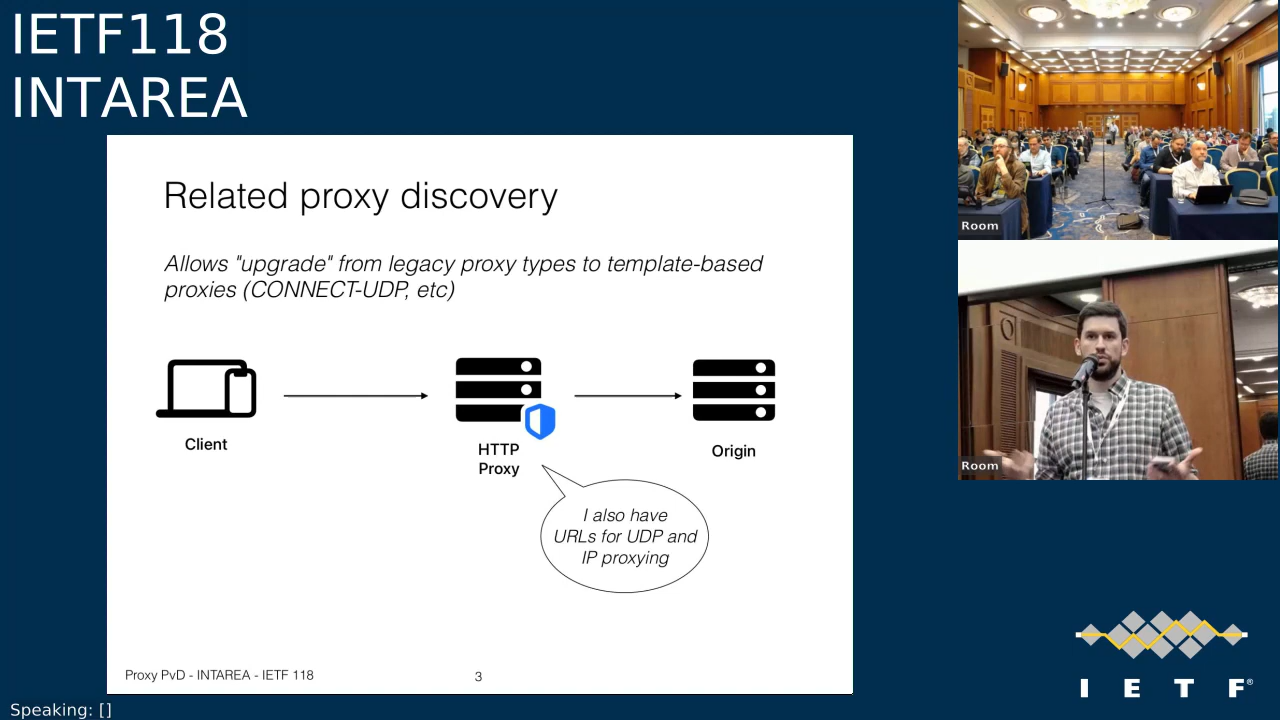 IETF118
INTAREA
Related proxy discovery
Allows "upgrade" from legacy proxy types to template-based
proxies (CONNECT-UDP, etc)
Client
HTTP
Proxy
Origin
I also have
URLs for UDP and
IP proxying
Proxy PvD - INTAREA - IETF 118
3
Room
Room
I E T F®
Speaking: []